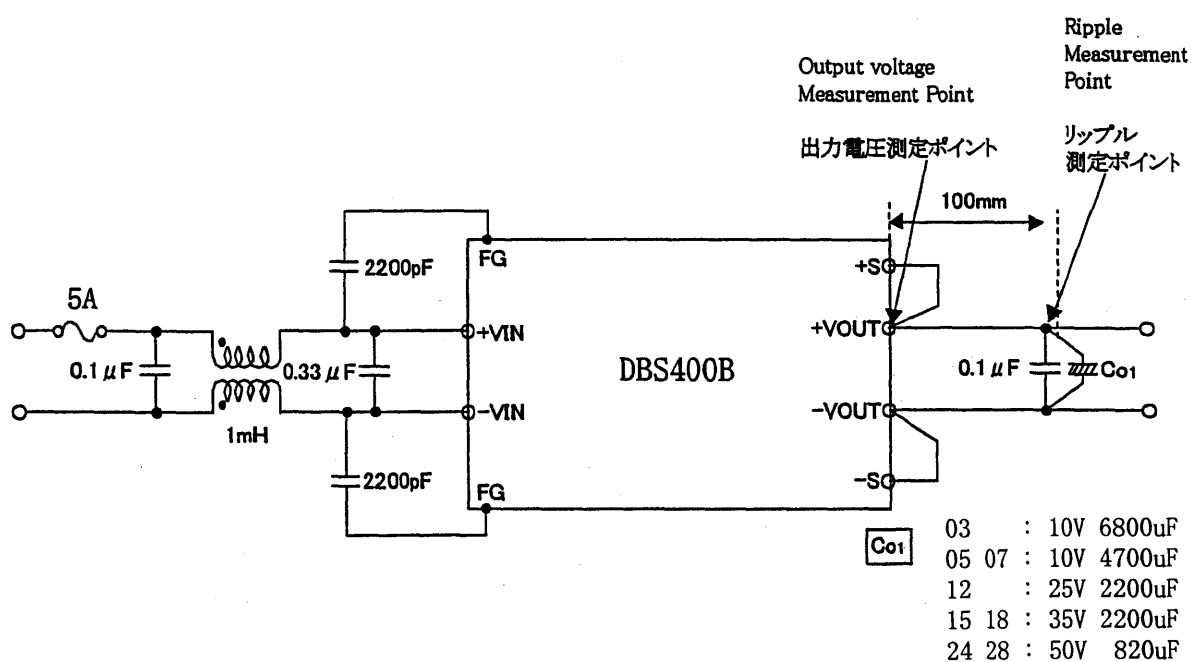 Ripple
Measurement
Point
Output voltage
Measurement Point
リップル
測定ポイント
出力電圧測定ポイント
100mm
FG
2200pF
+S
5A
+VIN
+VOUT
0.1μF
0.33μF
DBS400B
0.1μF
Co1
-VIN
-VOUT
1mH
2200pF
FG
-S
Co1
03 : 10V 6800uF
05 07 : 10V 4700uF
12 : 25V 2200uF
15 18 : 35V 2200uF
24 28 : 50V 820uF